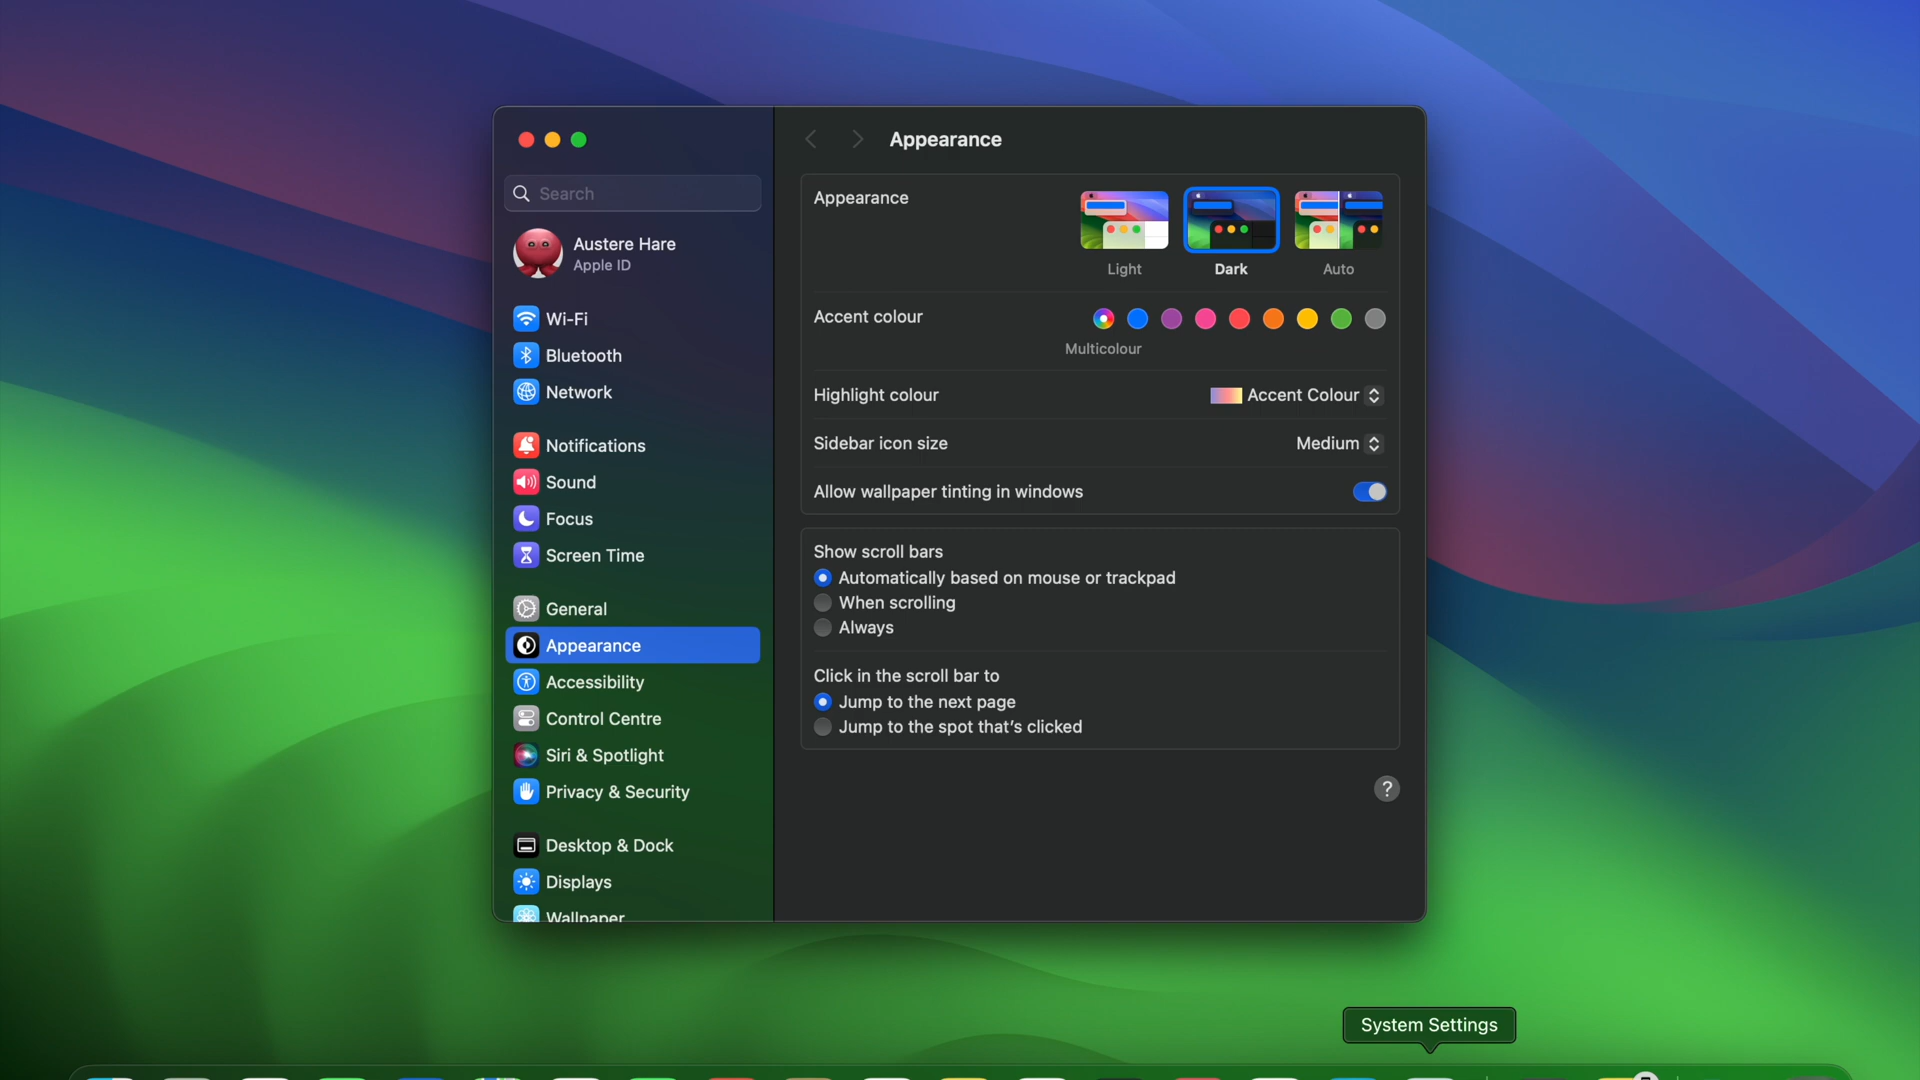 Appearance
Search
Austere Hare
Apple ID
Wi-Fi
Bluetooth
Network
Notifications
Sound
Focus
Screen Time
General
Appearance
Accessibility
Control Centre
Siri & Spotlight
Privacy & Security
Desktop & Dock
Displays
Wallpaper
Appearance
Light Dark Auto
Accent colour
Multicolour
Highlight colour Accent Colour
Sidebar icon size Medium
Allow wallpaper tinting in windows
Show scroll bars
Automatically based on mouse or trackpad
When scrolling
Always
Click in the scroll bar to
Jump to the next page
Jump to the spot that's clicked
?
System Settings